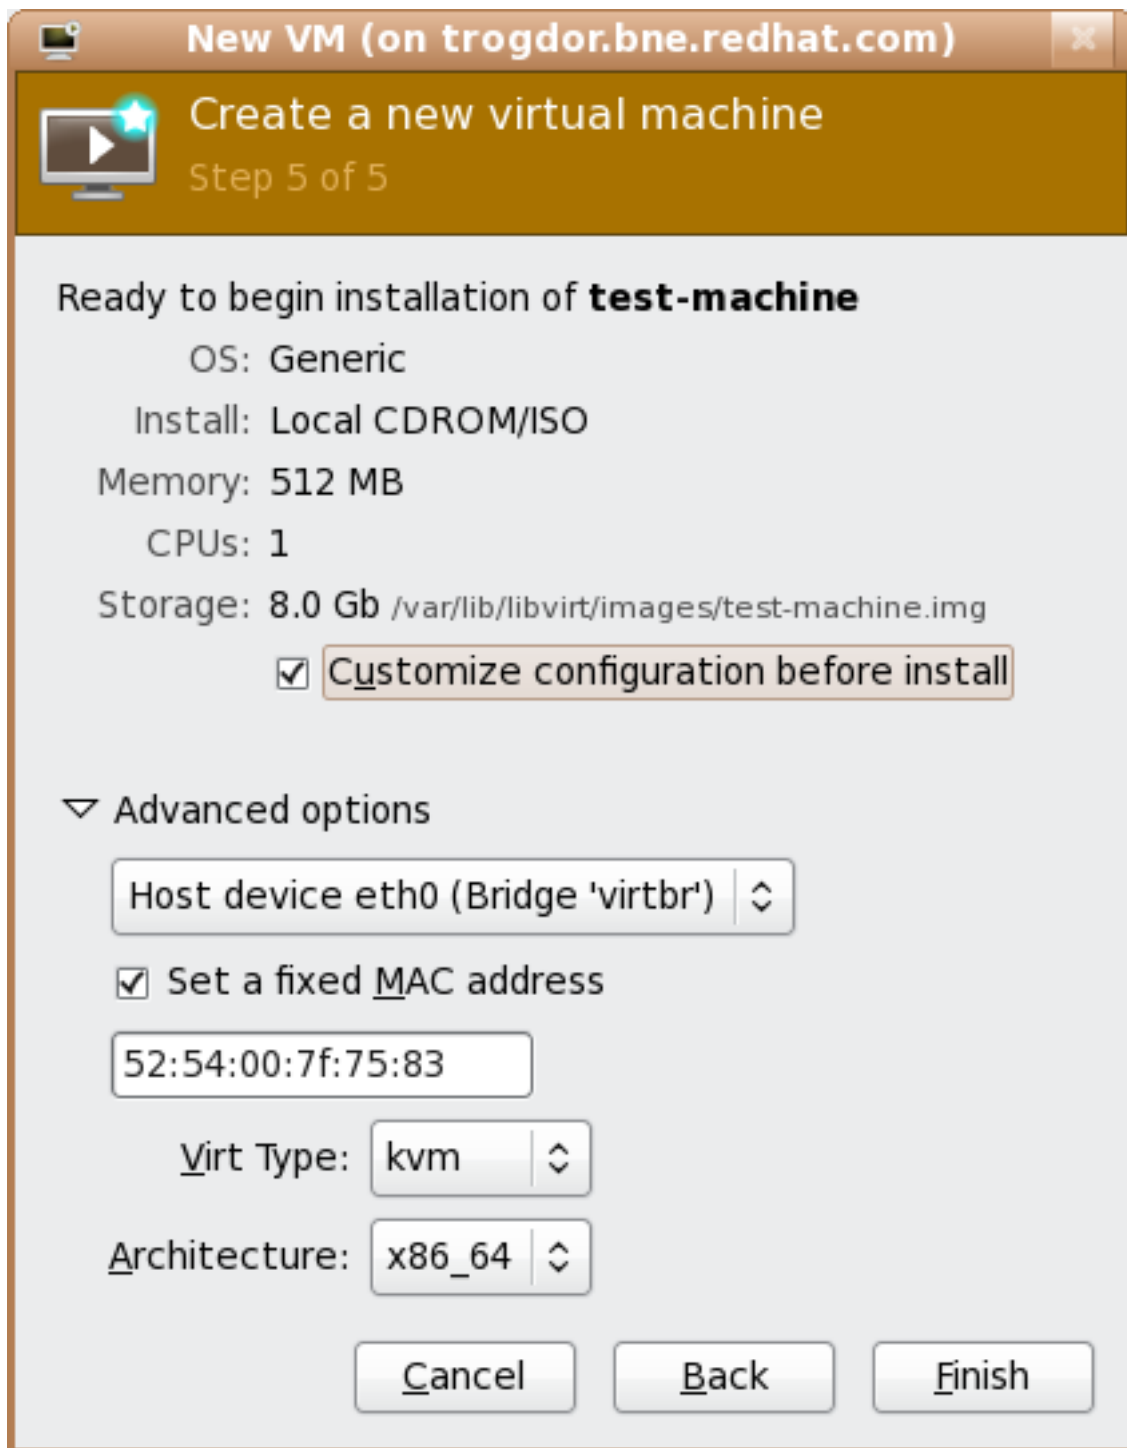 New VM (on trogdor.bne.redhat.com)
Create a new virtual machine
Step 5 of 5
Ready to begin installation of test-machine
OS: Generic
Install: Local CDROM/ISO
Memory: 512 MB
CPUs: 1
Storage: 8.0 Gb /var/lib/libvirt/images/test-machine.img
Customize configuration before install
Advanced options
Host device eth0 (Bridge 'virtbr')
Set a fixed MAC address
52:54:00:7f:75:83
Virt Type: kvm
Architecture: x86_64
Cancel Back Finish